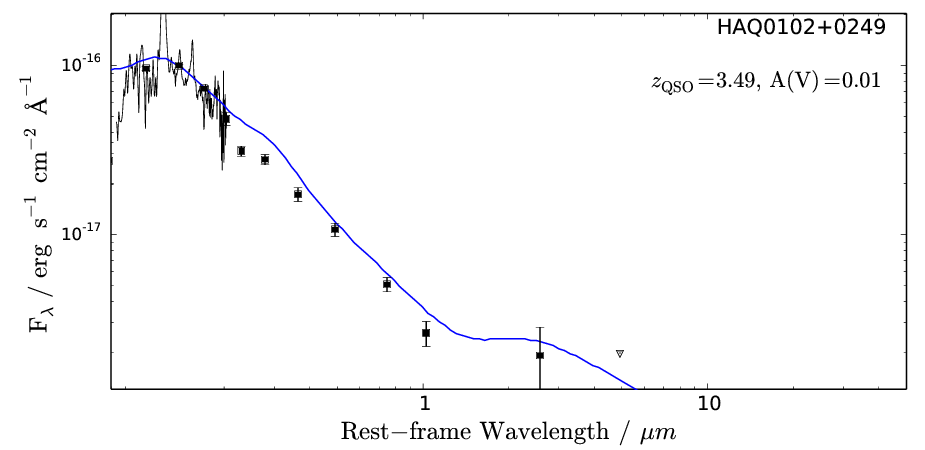 HAQ0102+0249
z_QSO=3.49, A(V)=0.01
10^-16
10^-17
F_λ / erg s^−1 cm^−2 Å^−1
1 10
Rest−frame Wavelength / μm